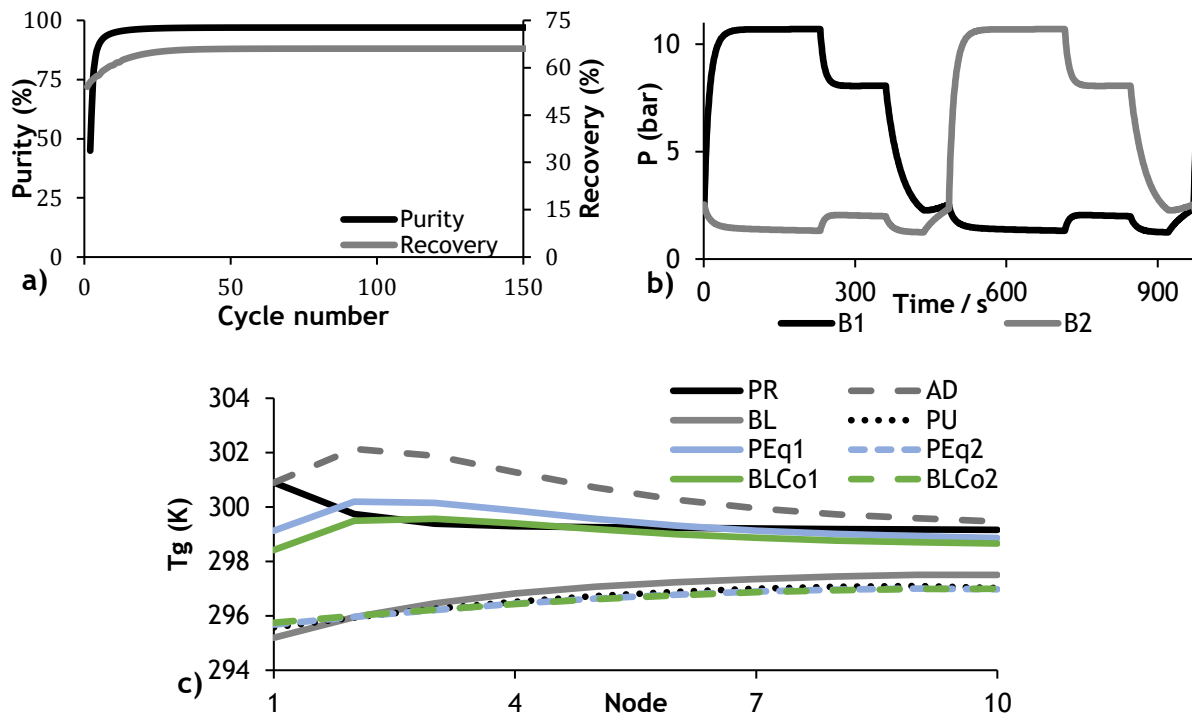 100
75
50
25
0
Purity (%)
75
60
45
30
15
0
Recovery (%)
Purity
Recovery
0
50
100
150
Cycle number
a)
10
5
0
P (bar)
0
300
600
900
Time / s
b)
B1
B2
304
302
300
298
296
294
Tg (K)
PR
AD
BL
PU
PEq1
PEq2
BLCo1
BLCo2
1
4
7
10
Node
c)